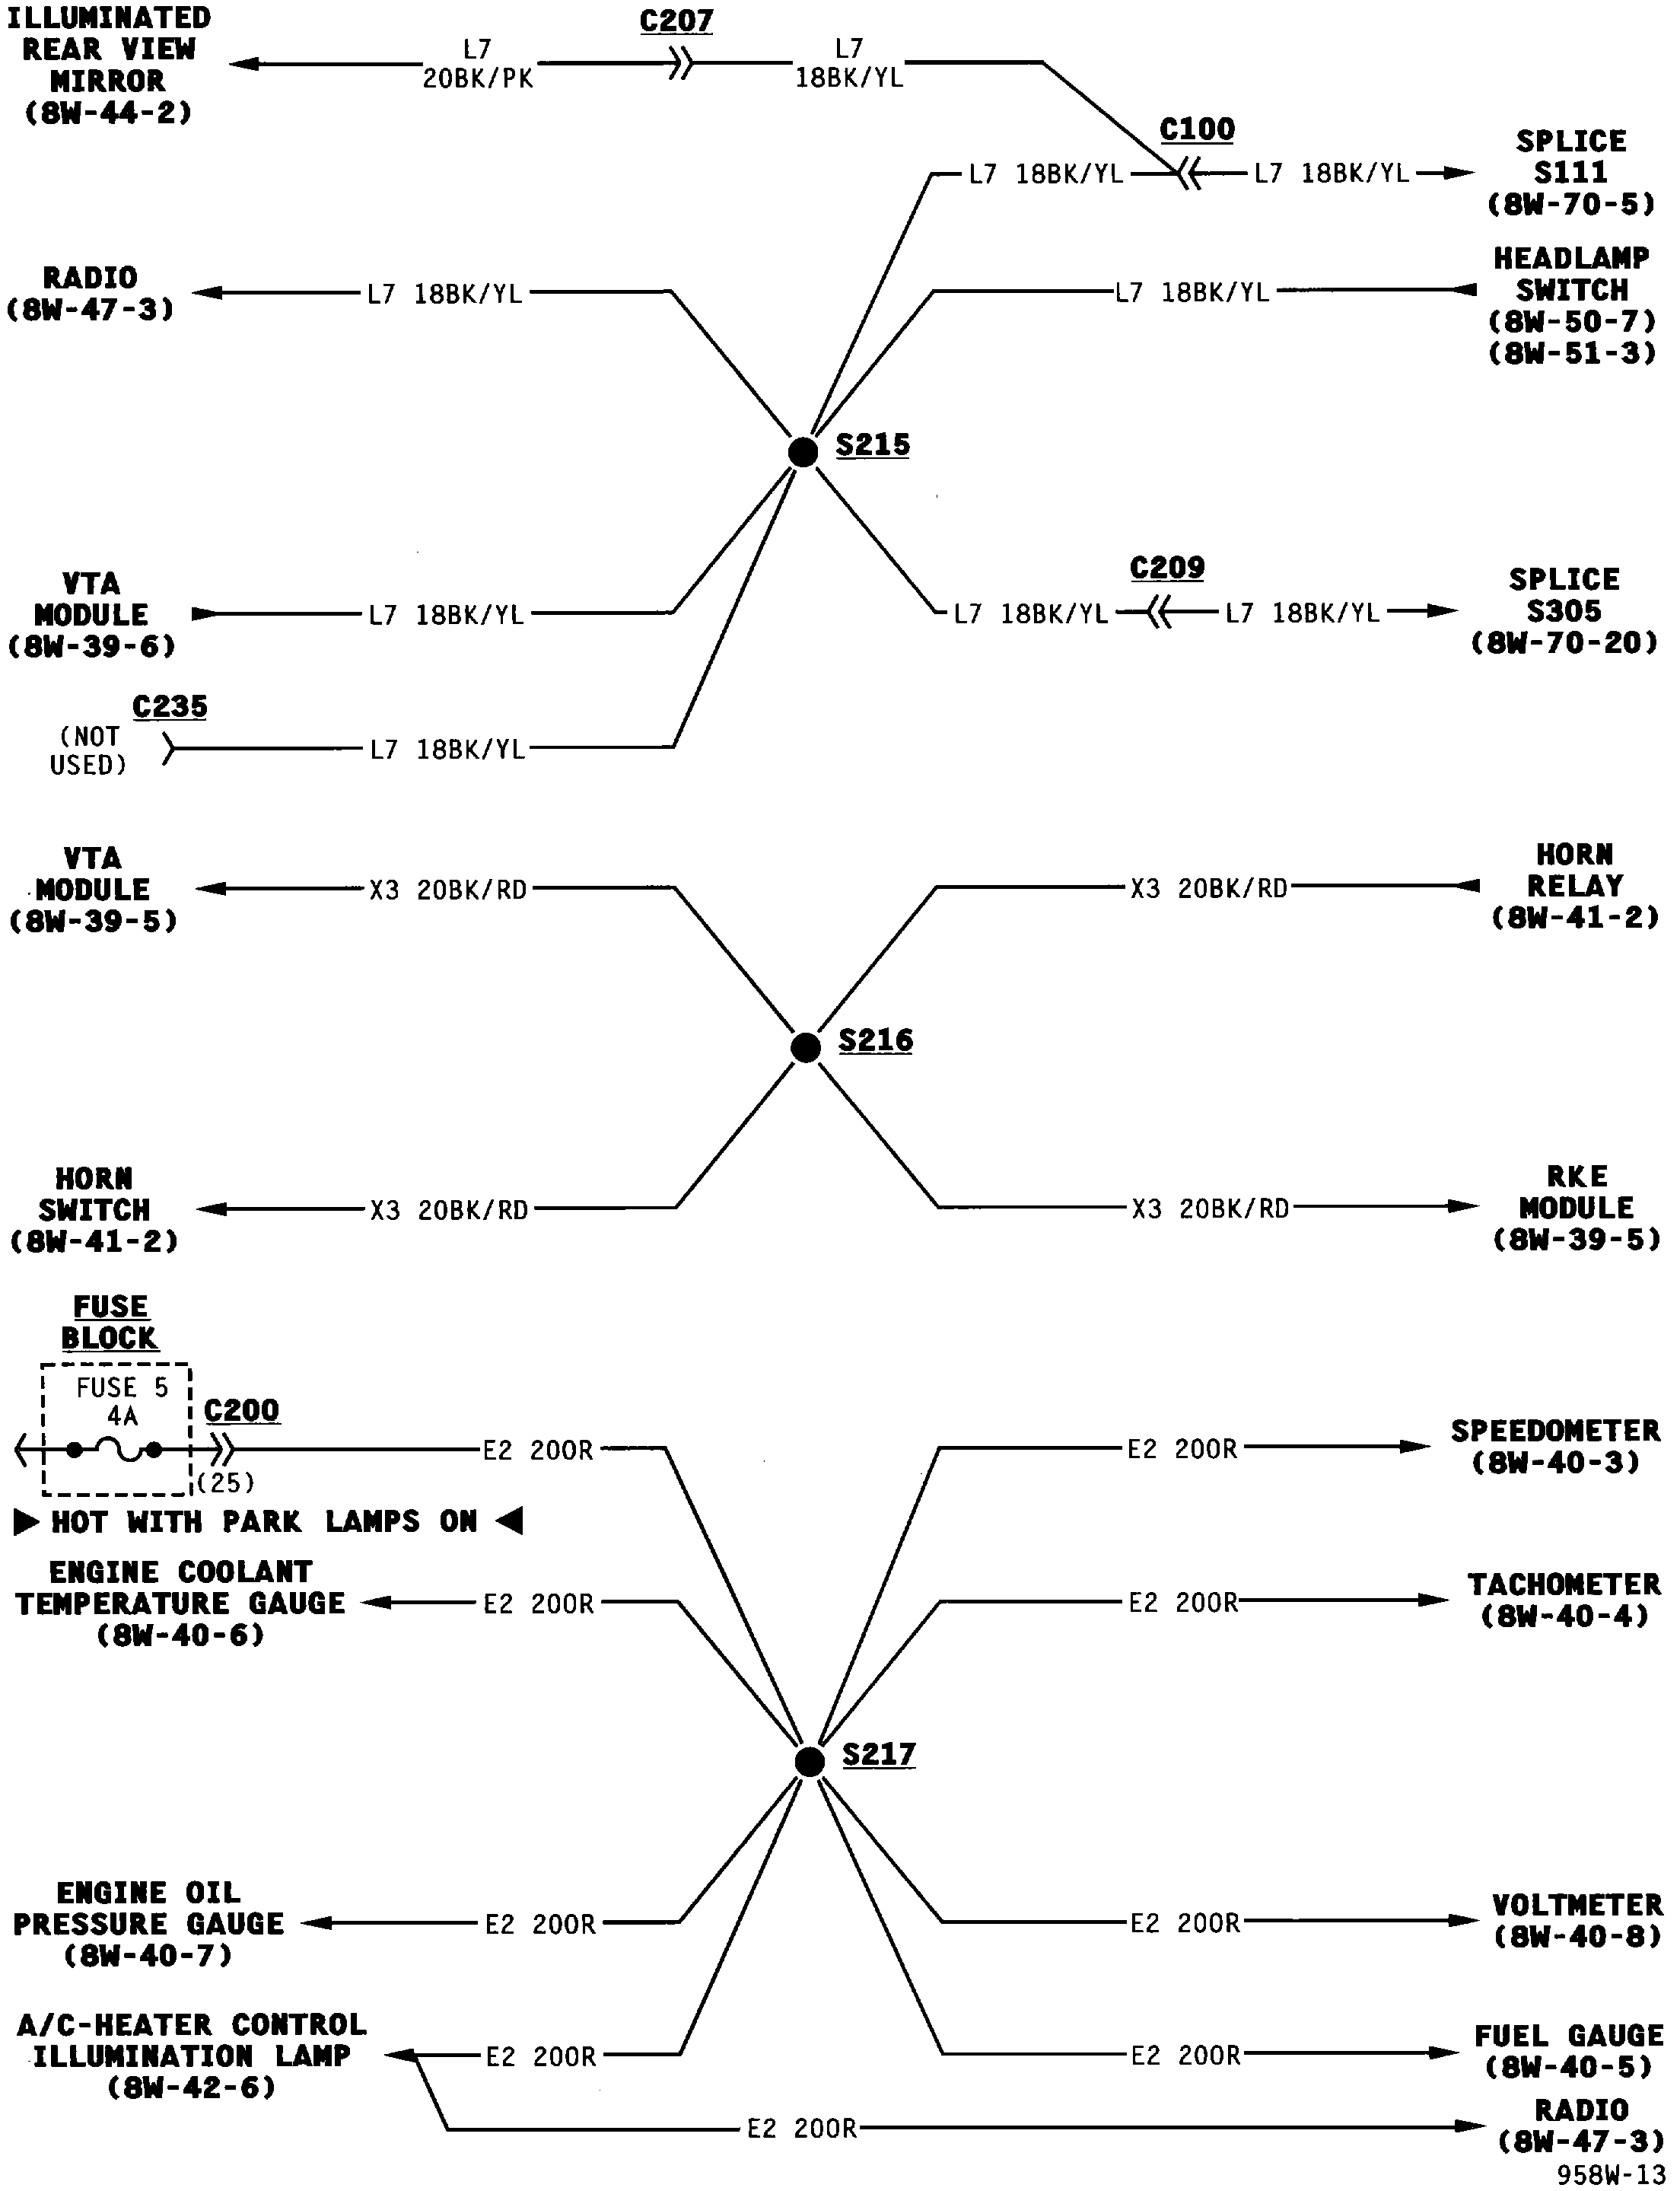 ILLUMINATED
REAR VIEW
MIRROR
(8W-44-2)
L7
20BK/PK
C207
L7
18BK/YL
C100
L7 18BK/YL
L7 18BK/YL
SPLICE
S111
(8W-70-5)
RADIO
(8W-47-3)
L7 18BK/YL
L7 18BK/YL
HEADLAMP
SWITCH
(8W-50-7)
(8W-51-3)
S215
VTA
MODULE
(8W-39-6)
L7 18BK/YL
C209
L7 18BK/YL
L7 18BK/YL
SPLICE
S305
(8W-70-20)
C235
(NOT
USED)
L7 18BK/YL
VTA
MODULE
(8W-39-5)
X3 20BK/RD
X3 20BK/RD
HORN
RELAY
(8W-41-2)
S216
HORN
SWITCH
(8W-41-2)
X3 20BK/RD
X3 20BK/RD
RKE
MODULE
(8W-39-5)
FUSE
BLOCK
FUSE 5
4A
C200
(25)
E2 20OR
E2 20OR
SPEEDOMETER
(8W-40-3)
HOT WITH PARK LAMPS ON
ENGINE COOLANT
TEMPERATURE GAUGE
(8W-40-6)
E2 20OR
E2 20OR
TACHOMETER
(8W-40-4)
S217
ENGINE OIL
PRESSURE GAUGE
(8W-40-7)
E2 20OR
E2 20OR
VOLTMETER
(8W-40-8)
A/C-HEATER CONTROL
ILLUMINATION LAMP
(8W-42-6)
E2 20OR
E2 20OR
FUEL GAUGE
(8W-40-5)
E2 20OR
RADIO
(8W-47-3)
958W-13